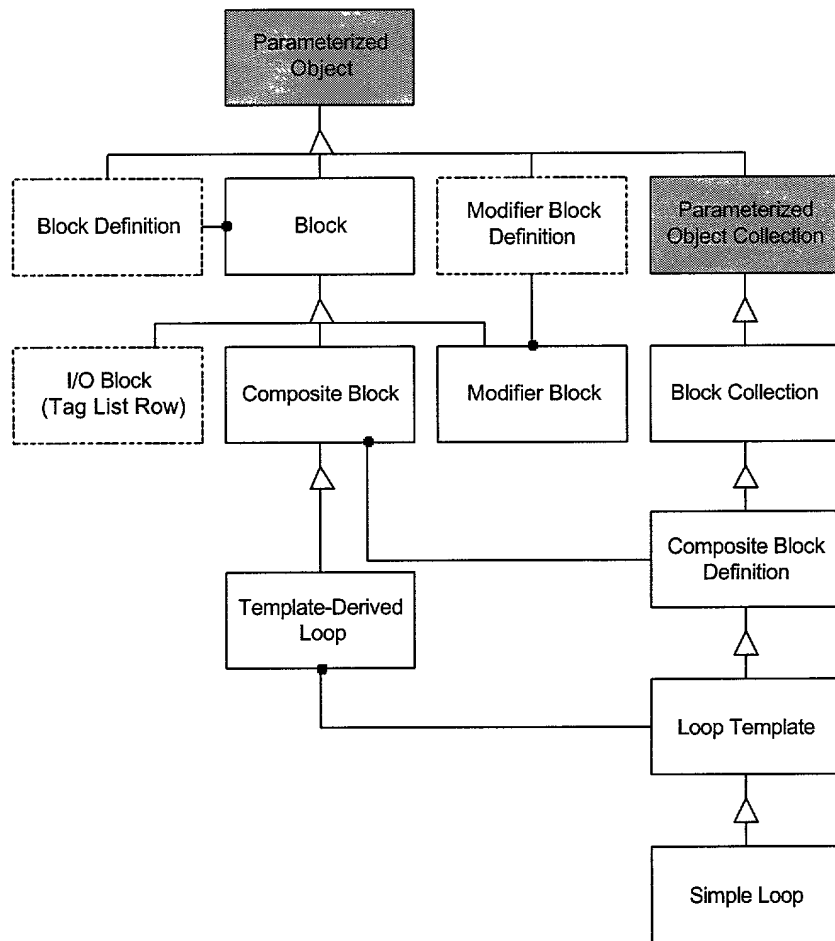 Parameterized
Object
Block Definition
Block
Modifier Block
Definition
Parameterized
Object Collection
I/O Block
(Tag List Row)
Composite Block
Modifier Block
Block Collection
Composite Block
Definition
Template-Derived
Loop
Loop Template
Simple Loop